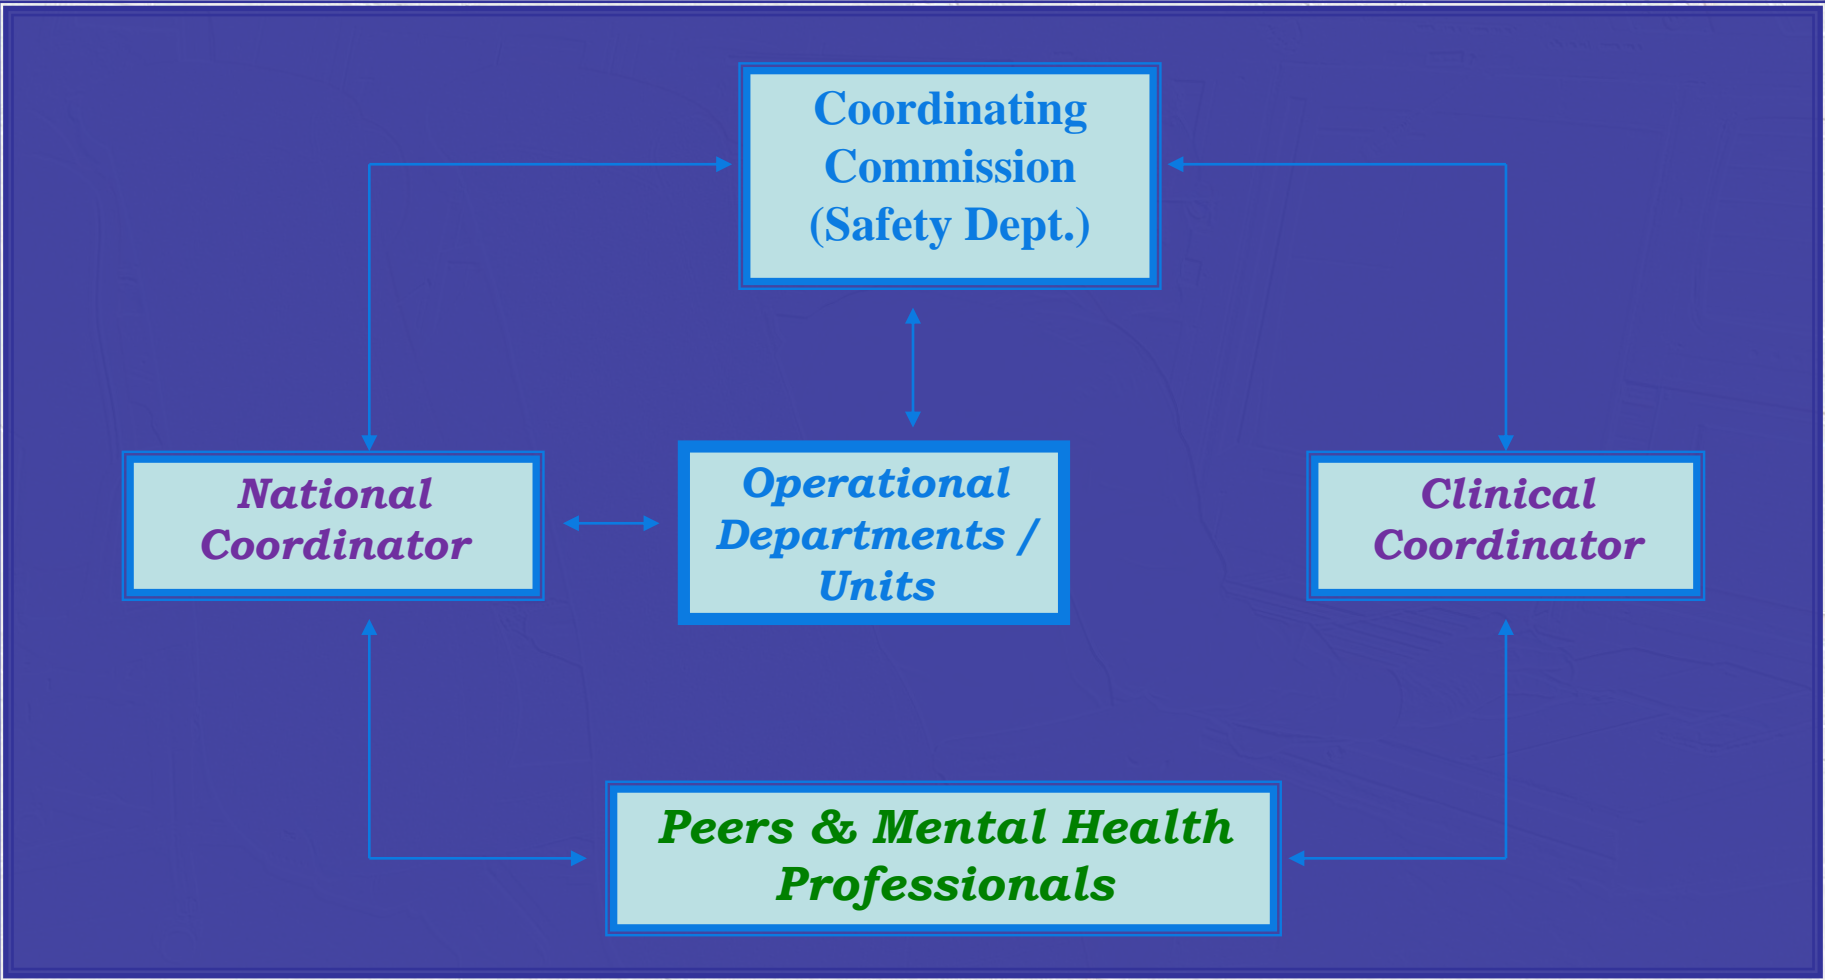 Coordinating
Commission
(Safety Dept.)
National
Coordinator
Operational
Departments /
Units
Clinical
Coordinator
Peers & Mental Health
Professionals